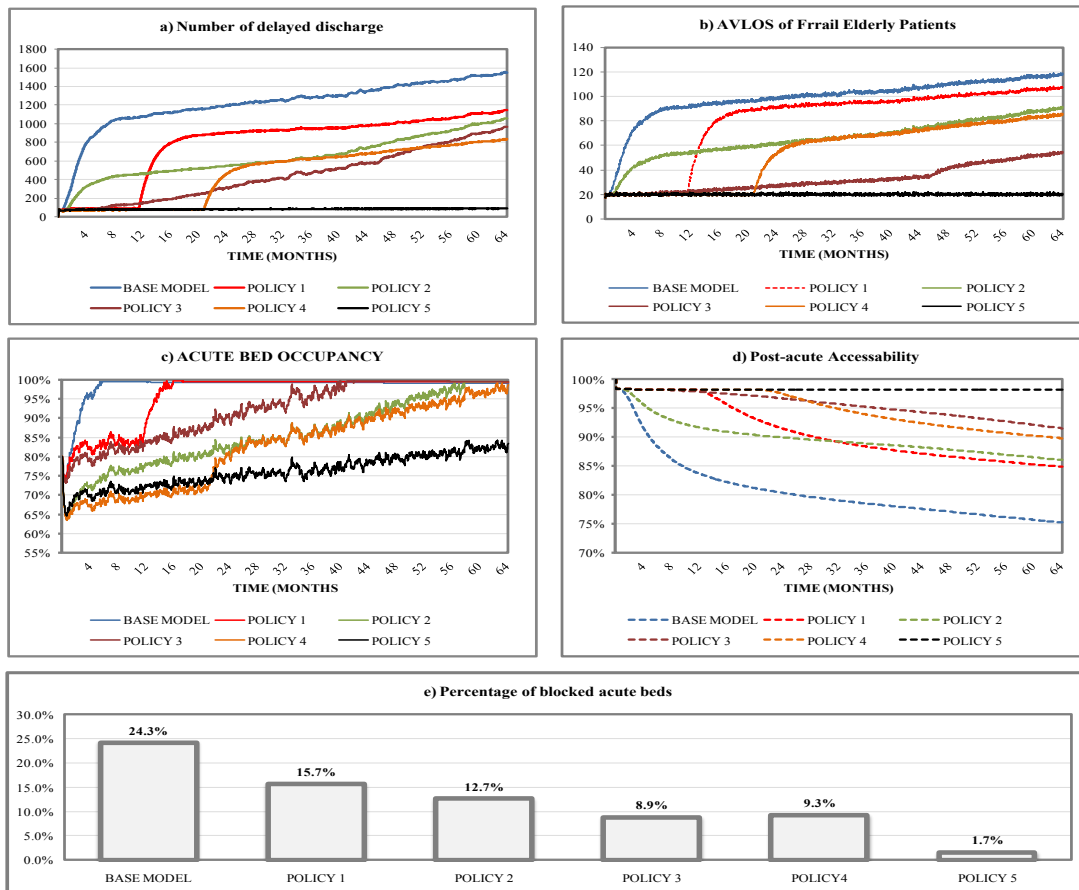 a) Number of delayed discharge
1800
1600
1400
1200
1000
800
600
400
200
0
4 8 12 16 20 24 28 32 36 40 44 48 52 56 60 64
TIME (MONTHS)
BASE MODEL POLICY 1 POLICY 2
POLICY 3 POLICY 4 POLICY 5
b) AVLOS of Frrail Elderly Patients
140
120
100
80
60
40
20
0
4 8 12 16 20 24 28 32 36 40 44 48 52 56 60 64
TIME (MONTHS)
BASE MODEL POLICY 1 POLICY 2
POLICY 3 POLICY 4 POLICY 5
c) ACUTE BED OCCUPANCY
100%
95%
90%
85%
80%
75%
70%
65%
60%
55%
4 8 12 16 20 24 28 32 36 40 44 48 52 56 60 64
TIME (MONTHS
BASE MODEL POLICY 1 POLICY 2
POLICY 3 POLICY 4 POLICY 5
d) Post-acute Accessability
100%
95%
90%
85%
80%
75%
70%
4 8 12 16 20 24 28 32 36 40 44 48 52 56 60 64
TIME (MONTHS)
BASE MODEL POLICY 1 POLICY 2
POLICY 3 POLICY 4 POLICY 5
e) Percentage of blocked acute beds
30.0%
25.0%
20.0%
15.0%
10.0%
5.0%
0.0%
24.3%
15.7%
12.7%
8.9%
9.3%
1.7%
BASE MODEL POLICY 1 POLICY 2 POLICY 3 POLICY4 POLICY 5